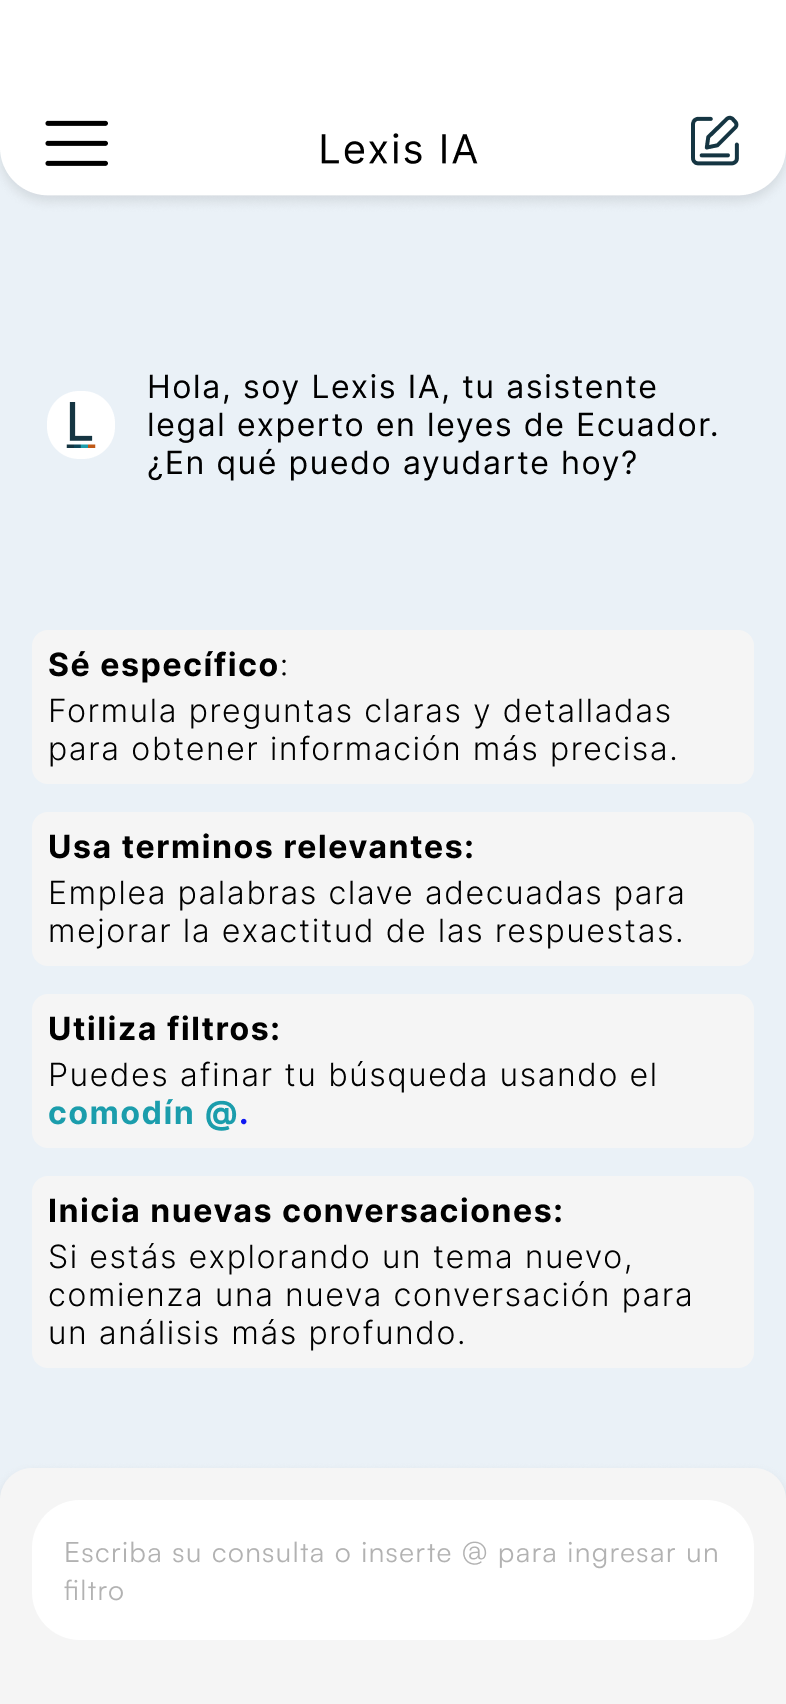 Lexis IA
L
Hola, soy Lexis IA, tu asistente
legal experto en leyes de Ecuador.
¿En qué puedo ayudarte hoy?
Sé específico:
Formula preguntas claras y detalladas
para obtener información más precisa.
Usa terminos relevantes:
Emplea palabras clave adecuadas para
mejorar la exactitud de las respuestas.
Utiliza filtros:
Puedes afinar tu búsqueda usando el
comodín @.
Inicia nuevas conversaciones:
Si estás explorando un tema nuevo,
comienza una nueva conversación para
un análisis más profundo.
Escriba su consulta o inserte @ para ingresar un
filtro